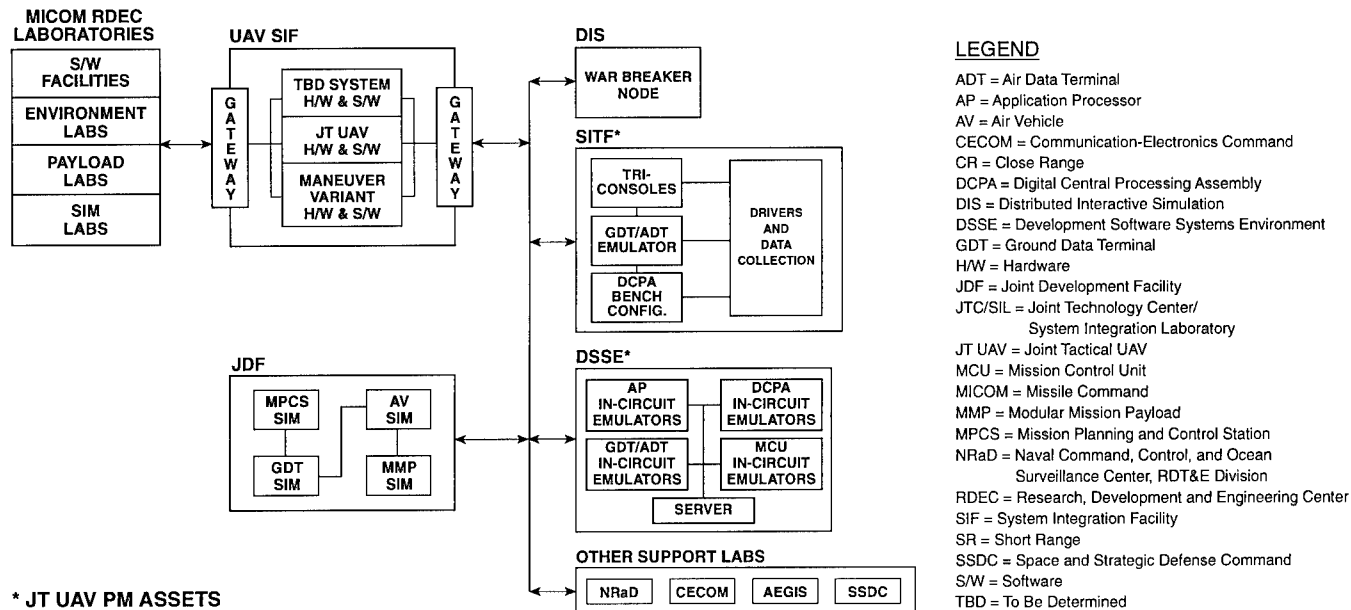 MICOM RDEC
LABORATORIES
S/W
FACILITIES
ENVIRONMENT
LABS
PAYLOAD
LABS
SIM
LABS
UAV SIF
GATEWAY
TBD SYSTEM
H/W & S/W
JT UAV
H/W & S/W
MANEUVER
VARIANT
H/W & S/W
GATEWAY
DIS
WAR BREAKER
NODE
SITF*
TRI-
CONSOLES
GDT/ADT
EMULATOR
DCPA
BENCH
CONFIG.
DRIVERS
AND
DATA
COLLECTION
JDF
MPCS
SIM
AV
SIM
GDT
SIM
MMP
SIM
DSSE*
AP
IN-CIRCUIT
EMULATORS
DCPA
IN-CIRCUIT
EMULATORS
GDT/ADT
IN-CIRCUIT
EMULATORS
MCU
IN-CIRCUIT
EMULATORS
SERVER
OTHER SUPPORT LABS
NRaD
CECOM
AEGIS
SSDC
* JT UAV PM ASSETS
LEGEND
ADT = Air Data Terminal
AP = Application Processor
AV = Air Vehicle
CECOM = Communication-Electronics Command
CR = Close Range
DCPA = Digital Central Processing Assembly
DIS = Distributed Interactive Simulation
DSSE = Development Software Systems Environment
GDT = Ground Data Terminal
H/W = Hardware
JDF = Joint Development Facility
JTC/SIL = Joint Technology Center/
System Integration Laboratory
JT UAV = Joint Tactical UAV
MCU = Mission Control Unit
MICOM = Missile Command
MMP = Modular Mission Payload
MPCS = Mission Planning and Control Station
NRaD = Naval Command, Control, and Ocean
Surveillance Center, RDT&E Division
RDEC = Research, Development and Engineering Center
SIF = System Integration Facility
SR = Short Range
SSDC = Space and Strategic Defense Command
S/W = Software
TBD = To Be Determined